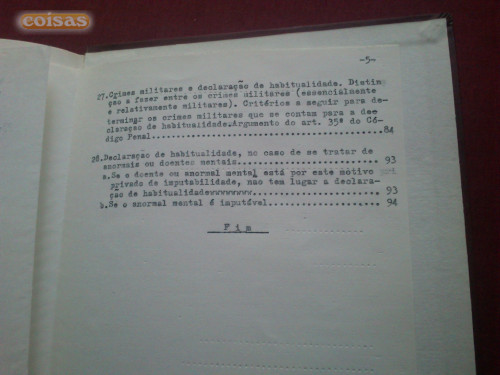 coisas
-5-
27.Crimes militares e declaração de habitualidade. Distin
ção a fazer entre os crimes militares (essencialmente
e relativamente militares). Critérios a seguir para de-
terminar os crimes militares que se contam para a dec
laração de habitualidade.Argumento do art. 35º do Có-
digo Penal..............................................84
28.Declaração de habitualidade, no caso de se tratar de
anormais ou doentes mentais.............................93
a.Se o doente ou anormal mental está por este motivo
privado de imputabilidade, nao tem lugar a declara-
ção de habitualidadevvvvvvvvv.......................93
b.Se o anormal mental é imputável.....................94
F i m